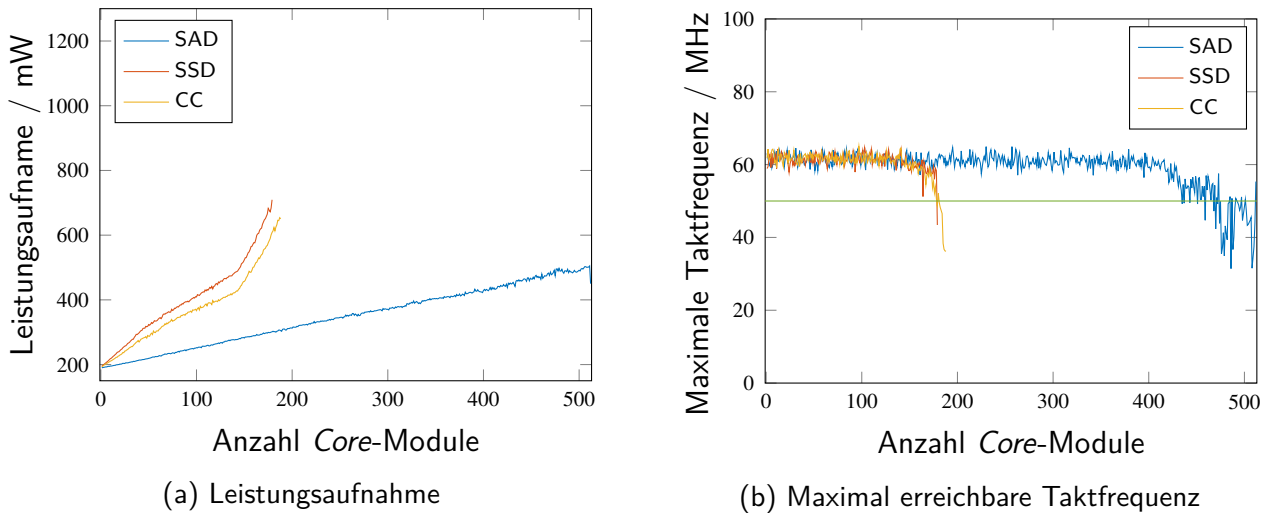 1200
1000
800
600
400
200
0
100
200
300
400
500
Leistungsaufname / mW
SAD
SSD
CC
Anzahl Core-Module
(a) Leistungsaufnahme
100
80
60
40
20
0
0
100
200
300
400
500
Maximale Taktfrequenz / MHz
SAD
SSD
CC
Anzahl Core-Module
(b) Maximal erreichbare Taktfrequenz